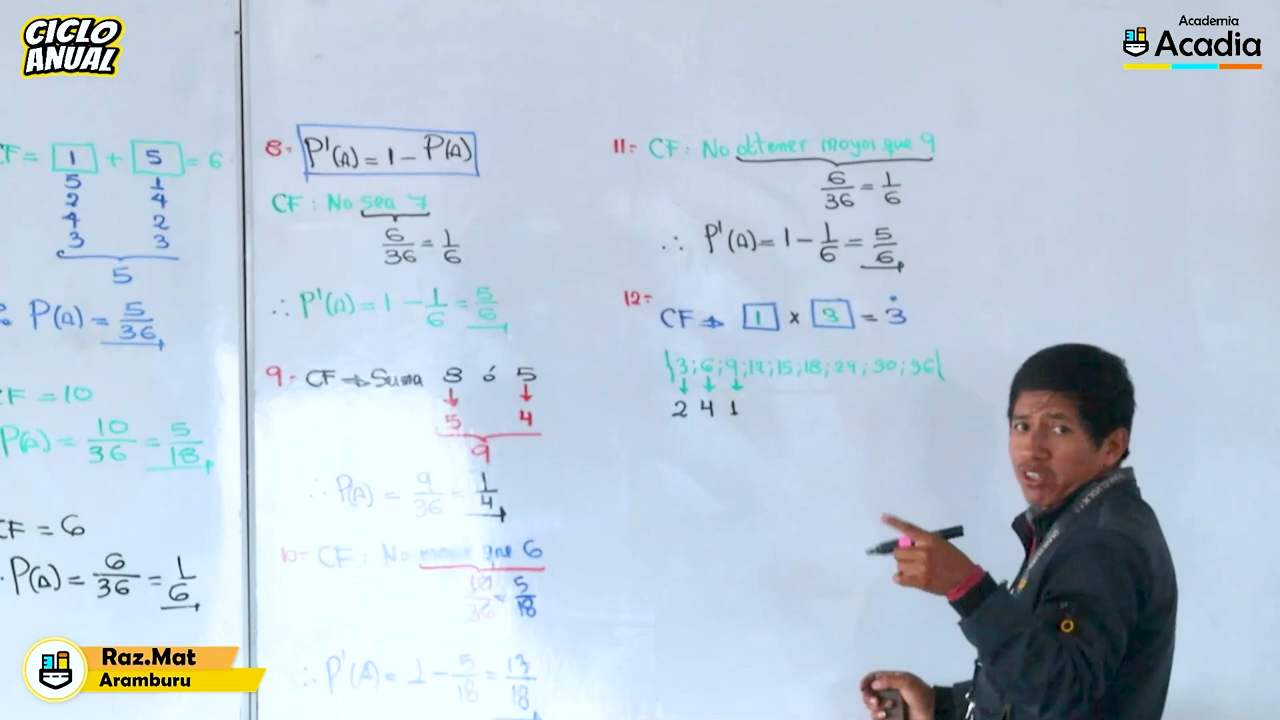 CICLO
ANUAL
Academia
Acadia
CF = 1 + 5 = 6
5 1
2 4
4 2
3 3
5
P(A) = 5/36
CF = 10
P(A) = 10/36 = 5/18
CF = 6
P(A) = 6/36 = 1/6
8- P'(A) = 1 - P(A)
CF : No sea 7
6/36 = 1/6
∴ P'(A) = 1 - 1/6 = 5/6
9- CF ⇒ Suma 3 ó 5
5 4
9
∴ P(A) = 9/36 = 1/4
10- CF : No menor que 6
10/36 = 5/18
∴ P'(A) = 1 - 5/18 = 13/18
11- CF : No obtener mayor que 9
6/36 = 1/6
∴ P'(A) = 1 - 1/6 = 5/6
12- CF ⇒ 1 x 3 = 3̊
{3; 6; 9; 12; 15; 18; 24; 30; 36}
2 4 1
Raz.Mat
Aramburu